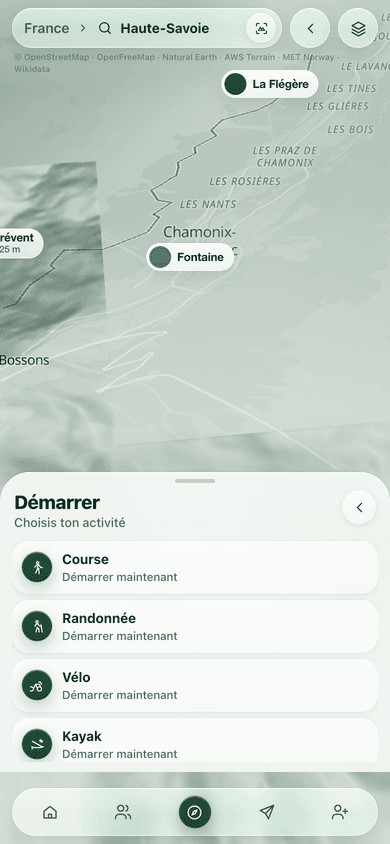 France > Haute-Savoie
© OpenStreetMap · OpenFreeMap · Natural Earth · AWS Terrain · MET Norway ·
Wikidata
LE LAVANC
La Flégère
LES TINES
LES GLIÈRES
LES BOIS
LES PRAZ DE
CHAMONIX
LES ROSIÈRES
LES NANTS
Chamonix-
révent
25 m
Fontaine
Bossons
Démarrer
Choisis ton activité
Course
Démarrer maintenant
Randonnée
Démarrer maintenant
Vélo
Démarrer maintenant
Kayak
Démarrer maintenant